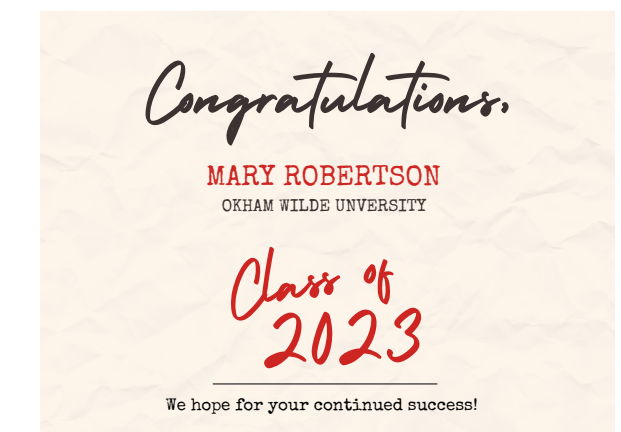 Congratulations,
MARY ROBERTSON
OKHAM WILDE UNVERSITY
Class of
2023
We hope for your continued success!